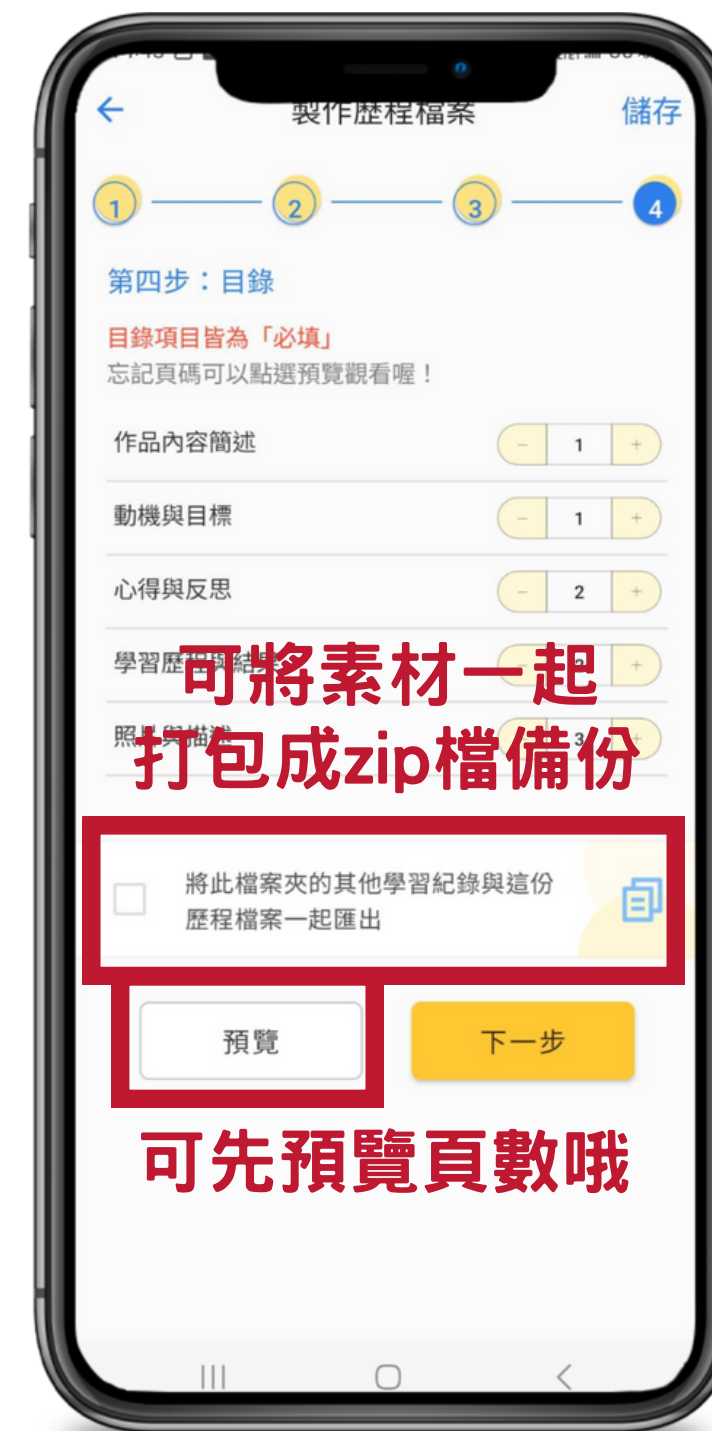 製作歷程檔案
儲存
1
2
3
4
第四步：目錄
目錄項目皆為「必填」
忘記頁碼可以點選預覽觀看喔！
作品內容簡述
- 1 +
動機與目標
- 1 +
心得與反思
- 2 +
可將素材一起
打包成zip檔備份
將此檔案夾的其他學習紀錄與這份
歷程檔案一起匯出
預覽
下一步
可先預覽頁數哦